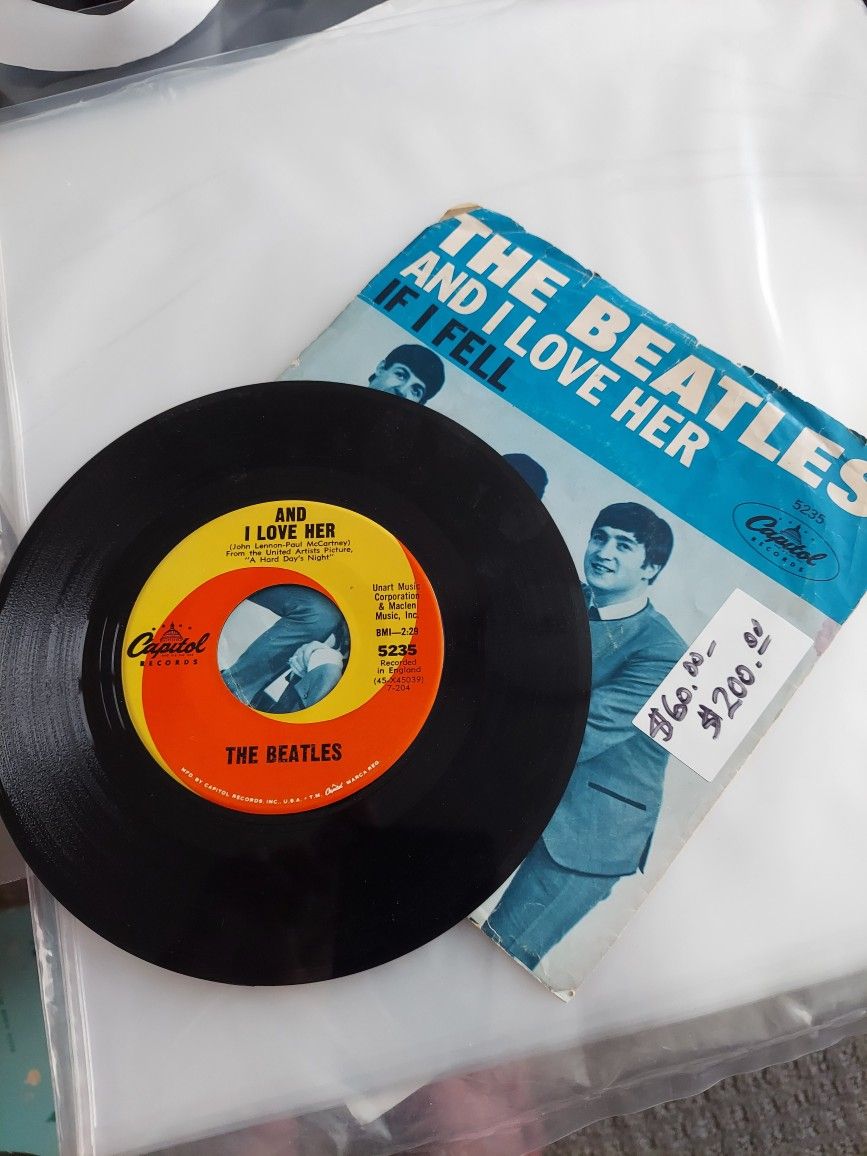 THE BEATLES
AND I LOVE HER
IF I FELL
5235
Capitol
RECORDS
$60.00-
$200.00
AND
I LOVE HER
(John Lennon-Paul McCartney)
From the United Artists Picture,
"A Hard Day's Night"
Unart Music
Corporation
& Maclen
Music, Inc.
BMI—2:29
5235
Recorded
in England
(45-X45039)
7-204
Capitol
RECORDS
THE BEATLES
MFD. BY CAPITOL RECORDS, INC., U.S.A. • T.M. Capitol MARCA REG.